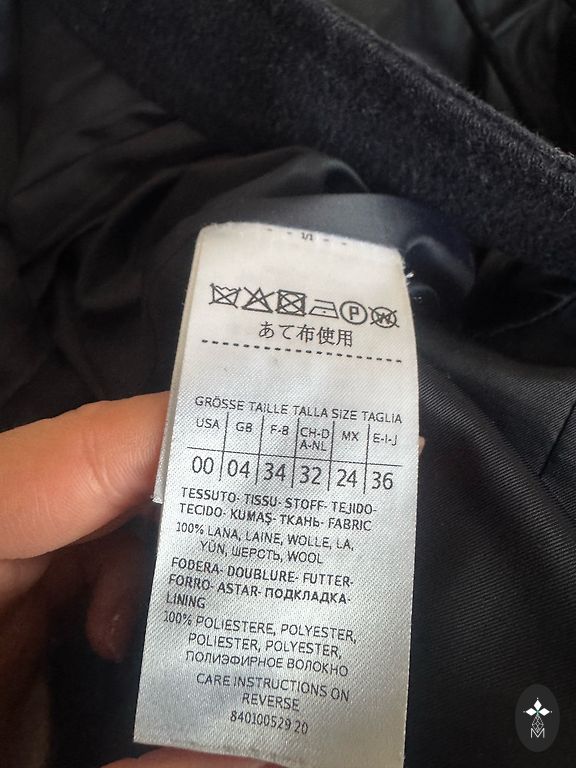 1/1
P W
あて布使用
GRÖSSE TAILLE TALLA SIZE TAGLIA
USA GB F-B CH-D A-NL MX E-I-J
00 04 34 32 24 36
TESSUTO- TISSU- STOFF- TEJIDO-
TECIDO- KUMAŞ- ТКАНЬ- FABRIC
100% LANA, LAINE, WOLLE, LA,
YÜN, ШЕРСТЬ, WOOL
FODERA- DOUBLURE- FUTTER-
FORRO- ASTAR- ПОДКЛАДКА-
LINING
100% POLIESTERE, POLYESTER,
POLIESTER, POLYESTER,
ПОЛИЭФИРНОЕ ВОЛОКНО
CARE INSTRUCTIONS ON
REVERSE
840100529 20
M